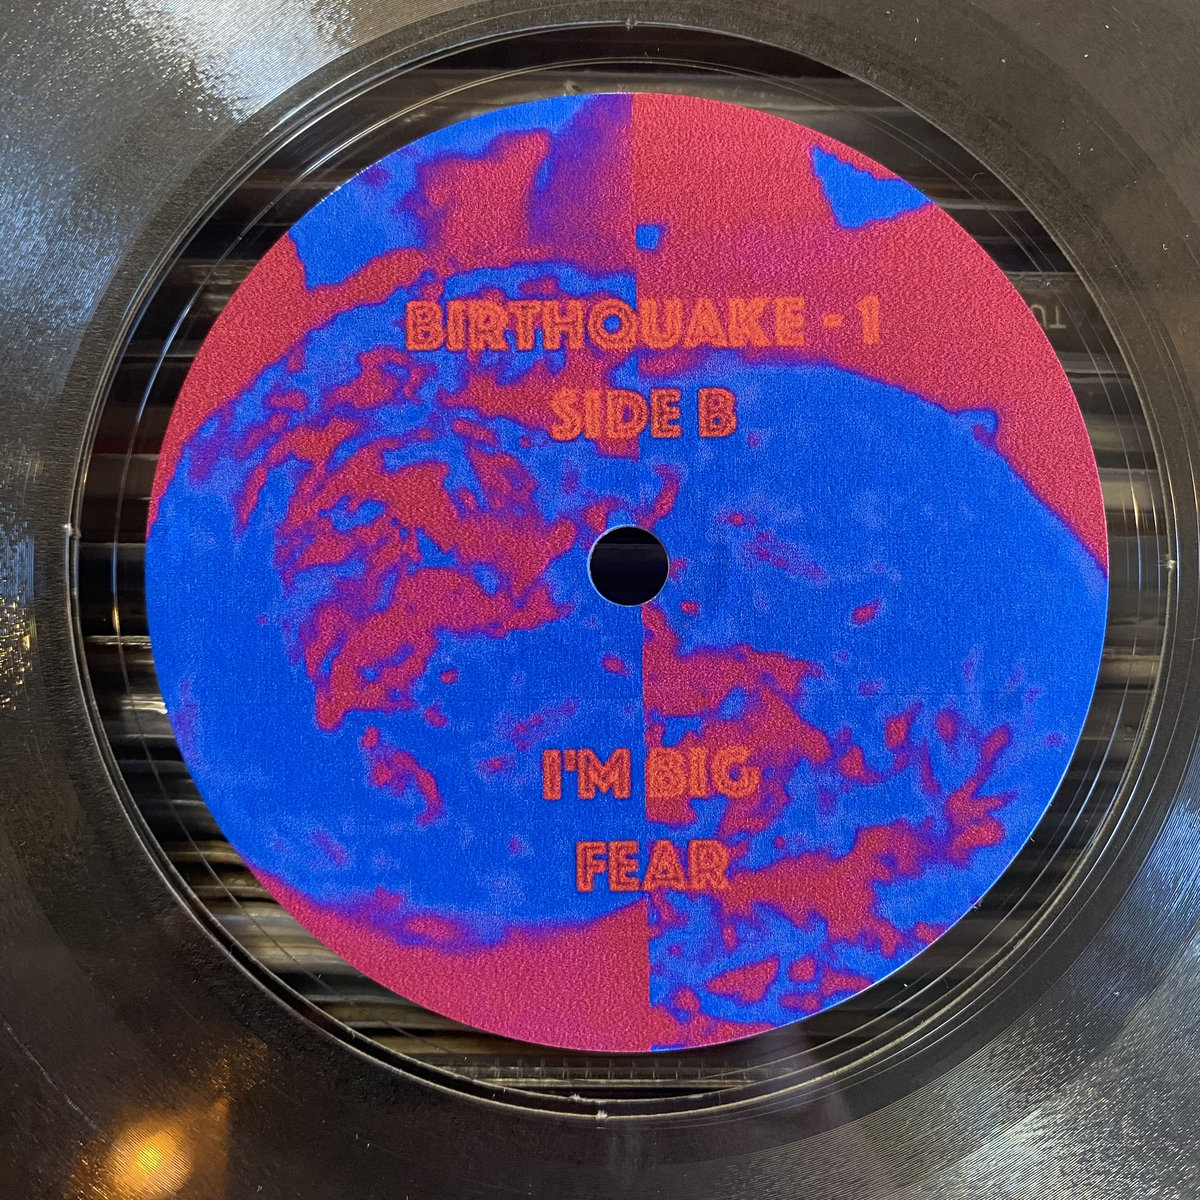 BIRTHQUAKE - 1
SIDE B
I'M BIG
FEAR